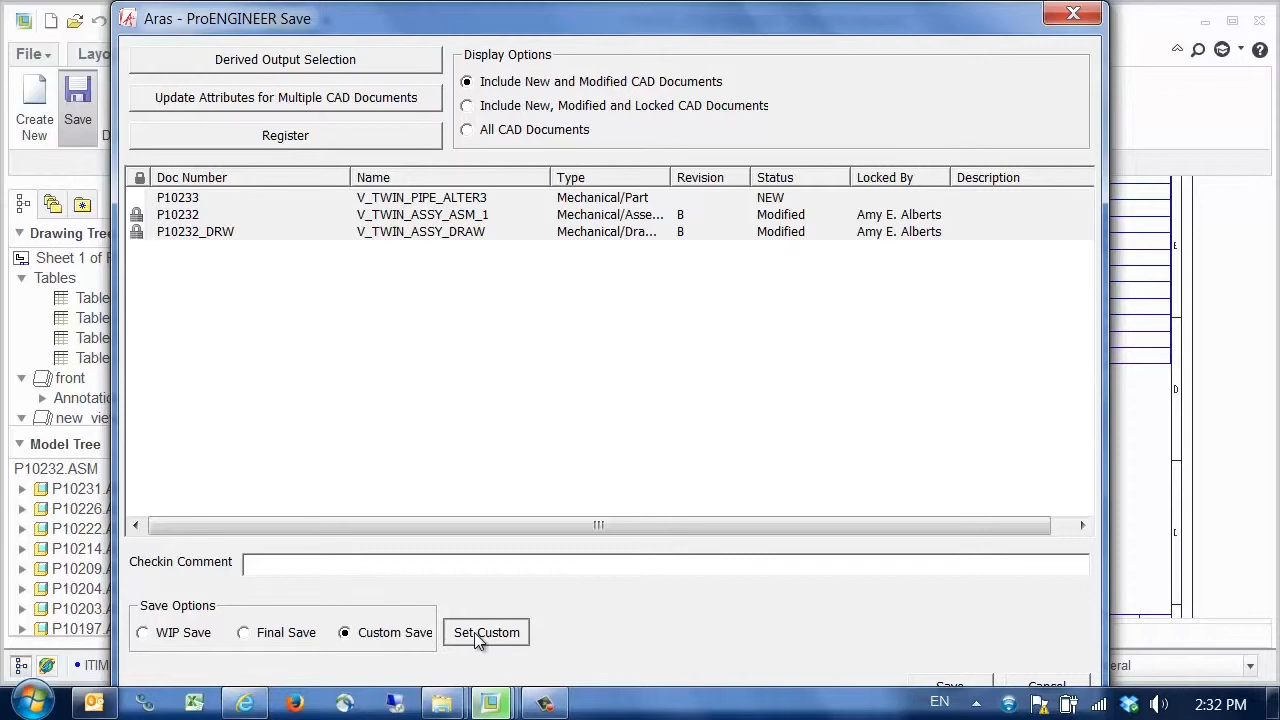 Aras - ProENGINEER Save
File
Layo
Create
New
Save
D
Derived Output Selection
Update Attributes for Multiple CAD Documents
Register
Display Options
Include New and Modified CAD Documents
Include New, Modified and Locked CAD Documents
All CAD Documents
Doc Number Name Type Revision Status Locked By Description
P10233 V_TWIN_PIPE_ALTER3 Mechanical/Part NEW
P10232 V_TWIN_ASSY_ASM_1 Mechanical/Asse... B Modified Amy E. Alberts
P10232_DRW V_TWIN_ASSY_DRAW Mechanical/Dra... B Modified Amy E. Alberts
Drawing Tree
Sheet 1 of P
Tables
Table
Table
Table
Table
front
Annotatio
new_vie
Model Tree
P10232.ASM
P10231.A
P10226.A
P10222.A
P10214.A
P10209.A
P10204.A
P10203.A
P10197.A
E
D
C
Checkin Comment
Save Options
WIP Save Final Save Custom Save Set Custom
Save Cancel
ITIM
eral
EN
2:32 PM